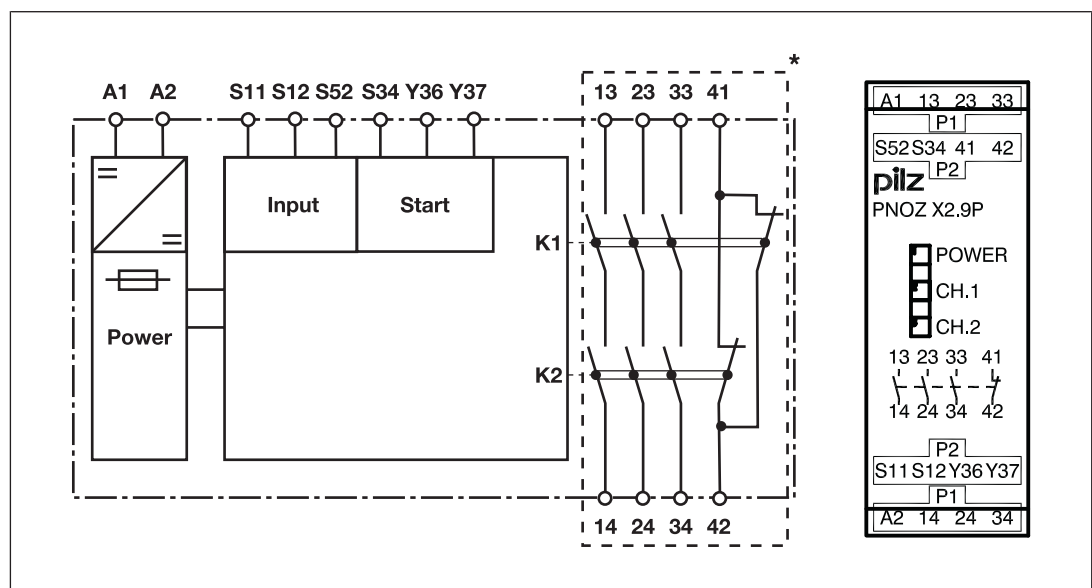 A1 A2 S11 S12 S52 S34 Y36 Y37 13 23 33 41 *
Input Start
Power
K1
K2
14 24 34 42
A1 13 23 33
P1
S52 S34 41 42
P2
pilz
PNOZ X2.9P
POWER
CH.1
CH.2
13 23 33 41
14 24 34 42
P2
S11 S12 Y36 Y37
P1
A2 14 24 34